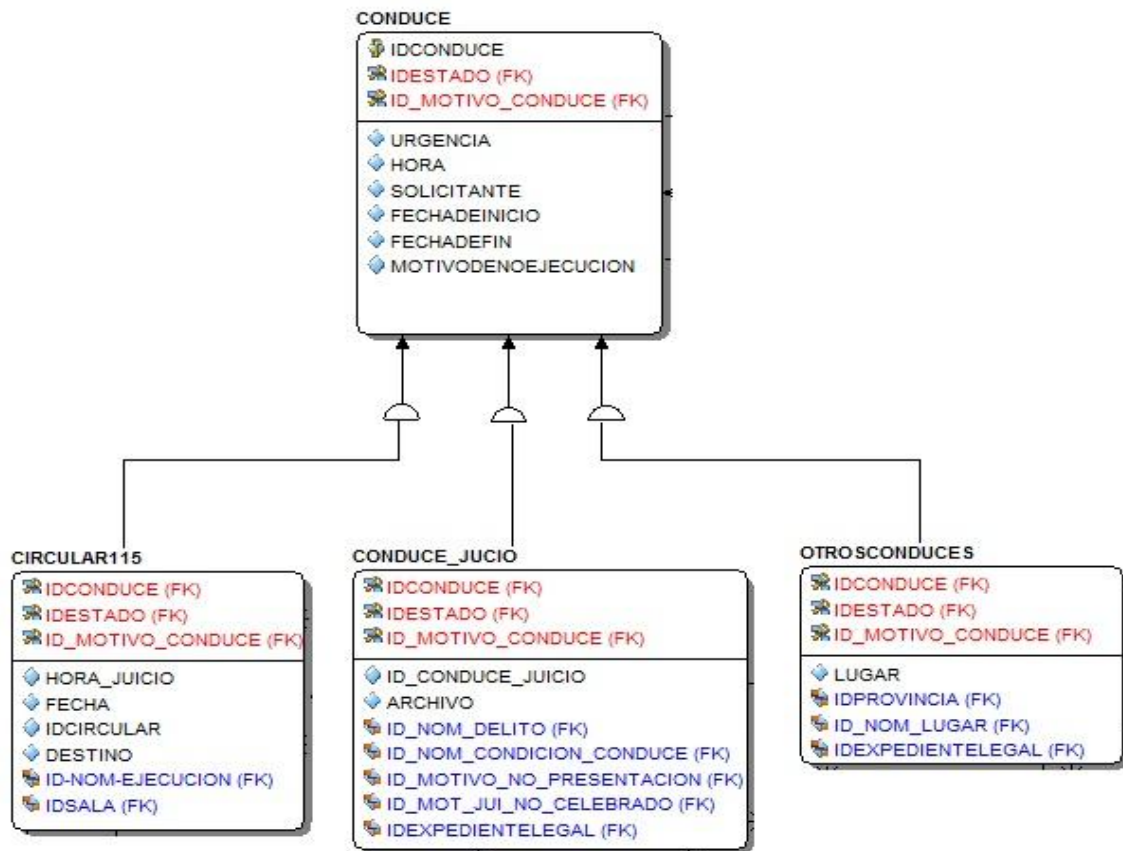 CONDUCE
IDCONDUCE
IDESTADO (FK)
ID_MOTIVO_CONDUCE (FK)
URGENCIA
HORA
SOLICITANTE
FECHADEINICIO
FECHADEFIN
MOTIVODENOEJECUCION
CIRCULAR115
IDCONDUCE (FK)
IDESTADO (FK)
ID_MOTIVO_CONDUCE (FK)
HORA_JUICIO
FECHA
IDCIRCULAR
DESTINO
ID-NOM-EJECUCION (FK)
IDSALA (FK)
CONDUCE_JUCIO
IDCONDUCE (FK)
IDESTADO (FK)
ID_MOTIVO_CONDUCE (FK)
ID_CONDUCE_JUICIO
ARCHIVO
ID_NOM_DELITO (FK)
ID_NOM_CONDICION_CONDUCE (FK)
ID_MOTIVO_NO_PRESENTACION (FK)
ID_MOT_JUI_NO_CELEBRADO (FK)
IDEXPEDIENTELEGAL (FK)
OTROSCONDUCES
IDCONDUCE (FK)
IDESTADO (FK)
ID_MOTIVO_CONDUCE (FK)
LUGAR
IDPROVINCIA (FK)
ID_NOM_LUGAR (FK)
IDEXPEDIENTELEGAL (FK)